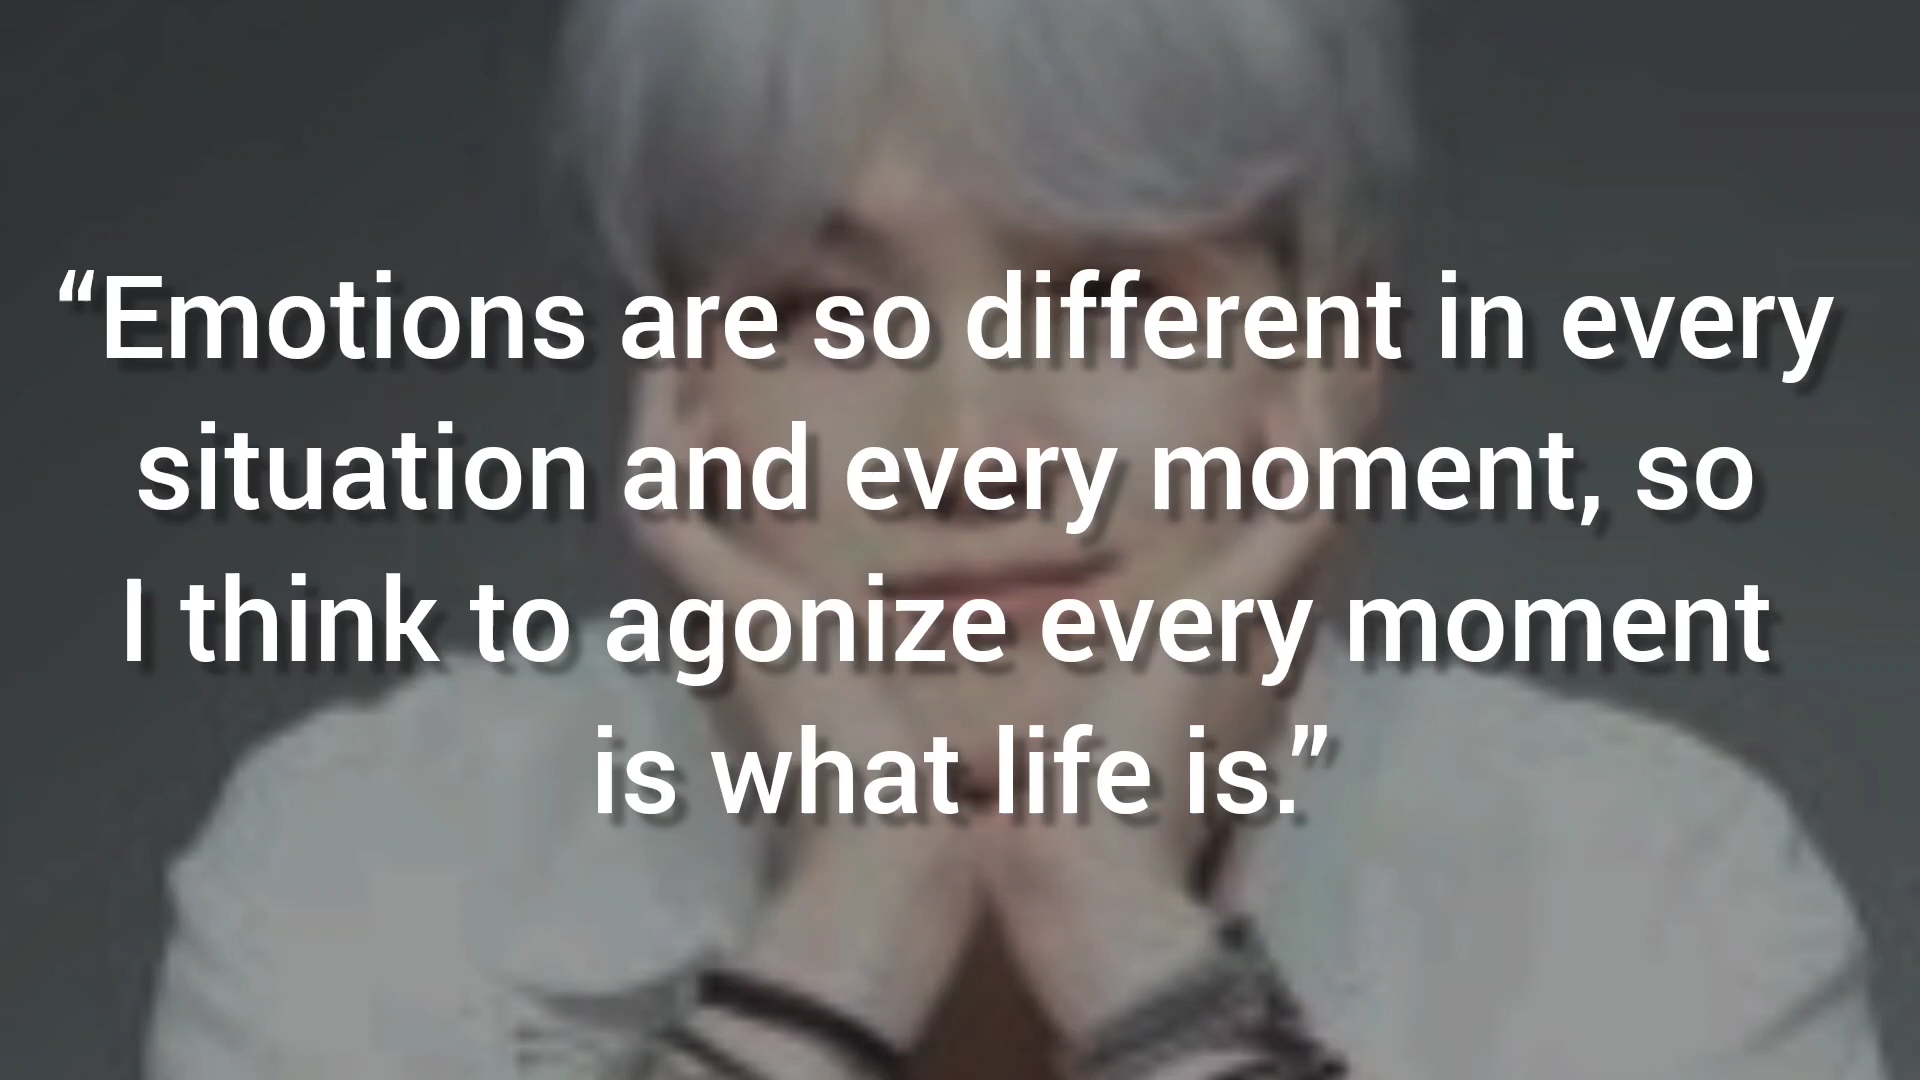 “Emotions are so different in every
situation and every moment, so
I think to agonize every moment
is what life is.”